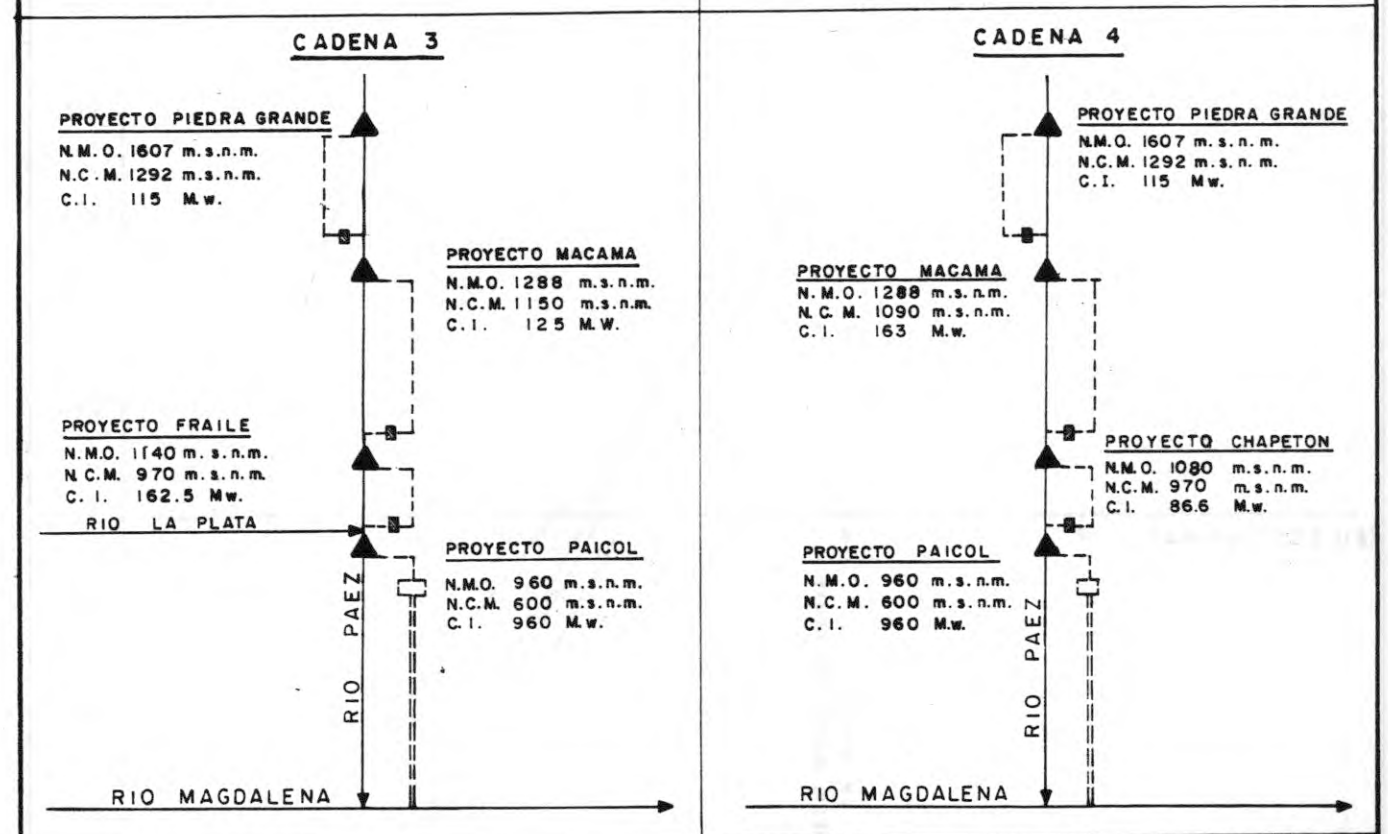 CADENA 3
PROYECTO PIEDRA GRANDE
N.M.O. 1607 m.s.n.m.
N.C.M. 1292 m.s.n.m.
C.I. 115 M.w.
PROYECTO MACAMA
N.M.O. 1288 m.s.n.m.
N.C.M. 1150 m.s.n.m.
C.I. 125 M.W.
PROYECTO FRAILE
N.M.O. 1140 m.s.n.m.
N.C.M. 970 m.s.n.m.
C.I. 162.5 Mw.
RIO LA PLATA
PROYECTO PAICOL
N.M.O. 960 m.s.n.m.
N.C.M. 600 m.s.n.m.
C.I. 960 M.w.
RIO PAEZ
RIO MAGDALENA
CADENA 4
PROYECTO PIEDRA GRANDE
N.M.O. 1607 m.s.n.m.
N.C.M. 1292 m.s.n.m.
C.I. 115 Mw.
PROYECTO MACAMA
N.M.O. 1288 m.s.n.m.
N.C.M. 1090 m.s.n.m.
C.I. 163 M.w.
PROYECTO CHAPETON
N.M.O. 1080 m.s.n.m.
N.C.M. 970 m.s.n.m.
C.I. 86.6 M.w.
PROYECTO PAICOL
N.M.O. 960 m.s.n.m.
N.C.M. 600 m.s.n.m.
C.I. 960 M.w.
RIO PAEZ
RIO MAGDALENA